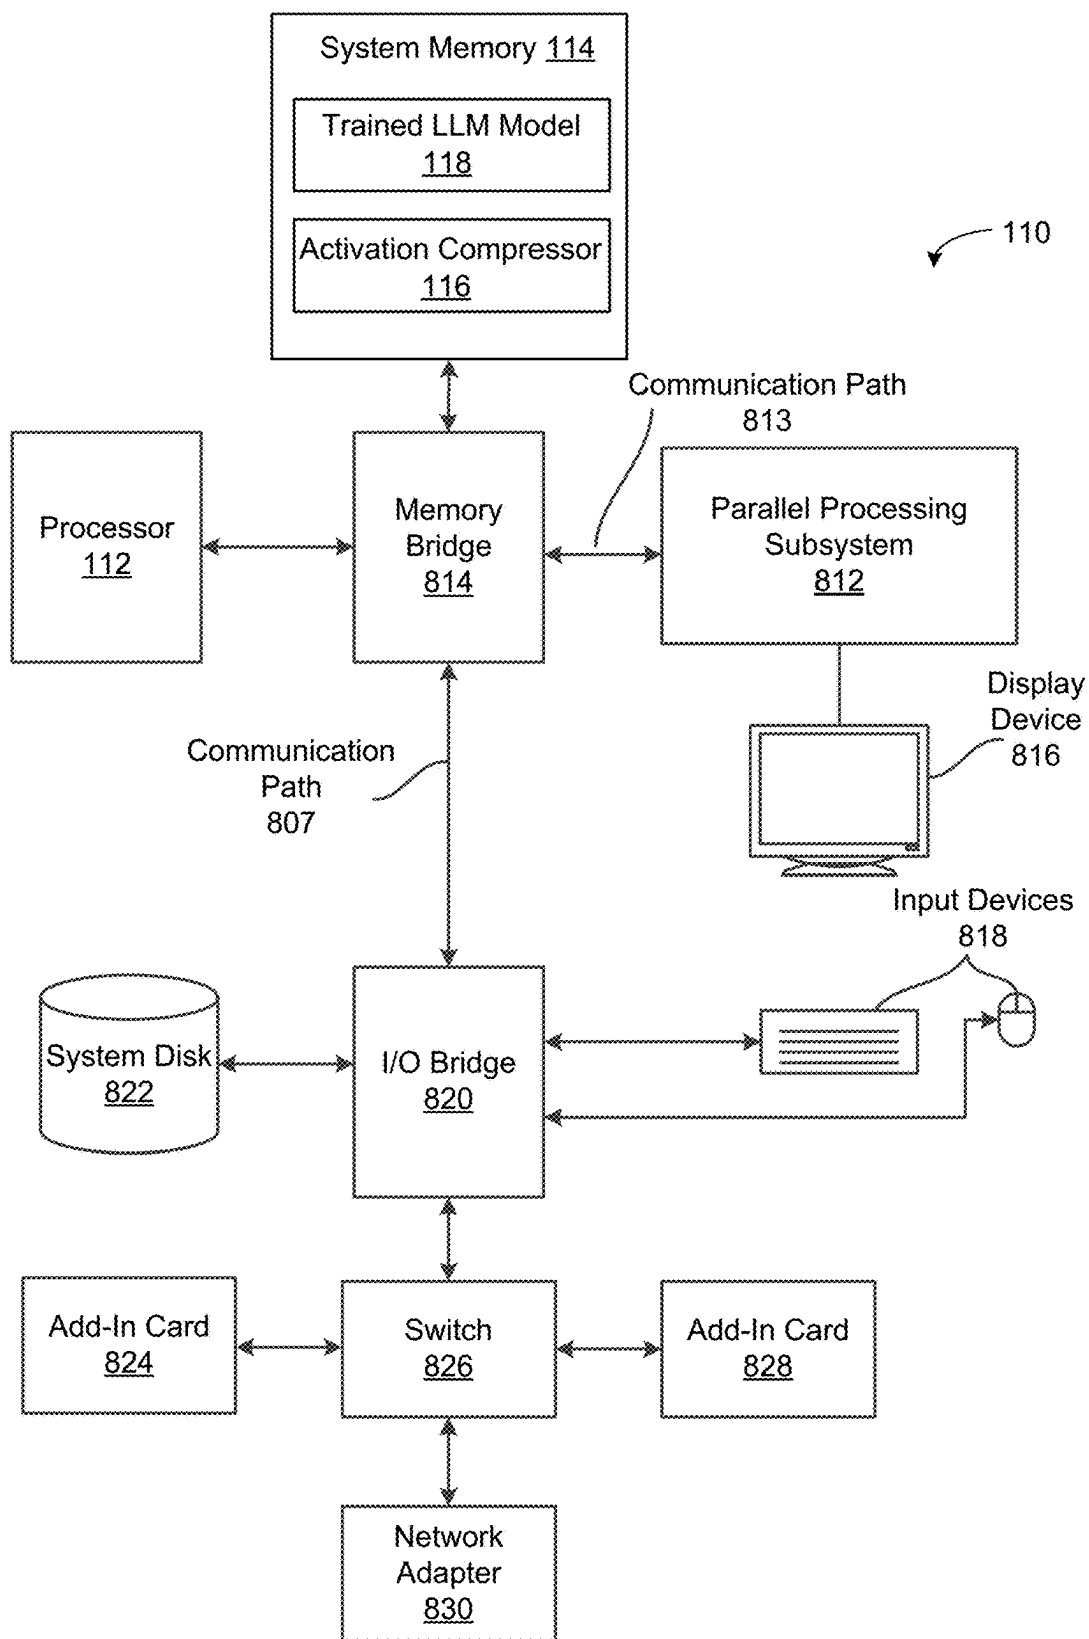 System Memory 114
Trained LLM Model
118
Activation Compressor
116
110
Communication Path
813
Processor
112
Memory
Bridge
814
Parallel Processing
Subsystem
812
Display
Device
816
Communication
Path
807
Input Devices
818
System Disk
822
I/O Bridge
820
Add-In Card
824
Switch
826
Add-In Card
828
Network
Adapter
830